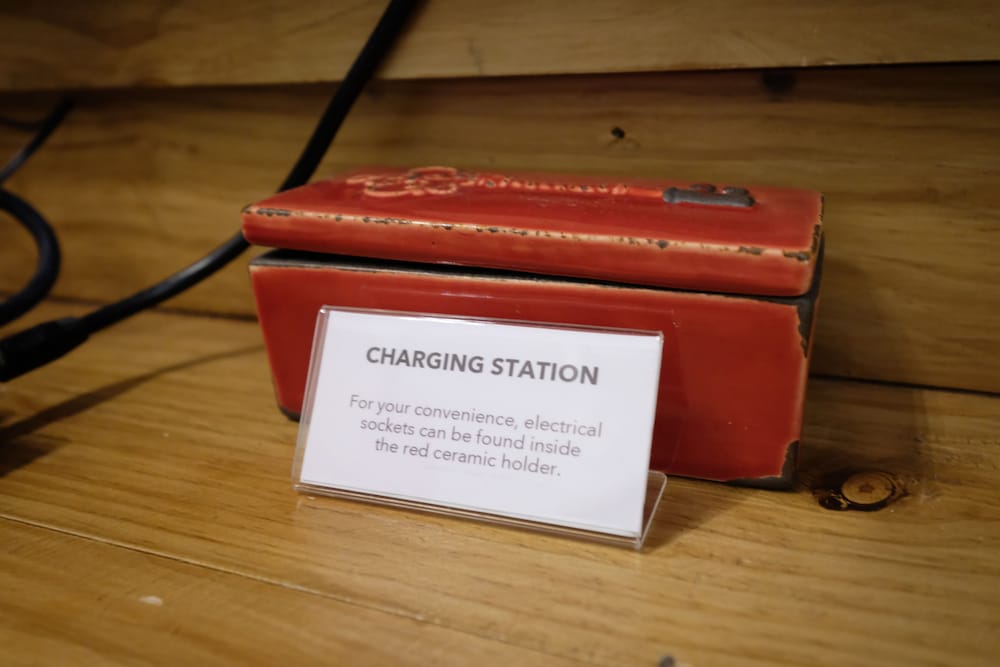 CHARGING STATION
For your convenience, electrical
sockets can be found inside
the red ceramic holder.